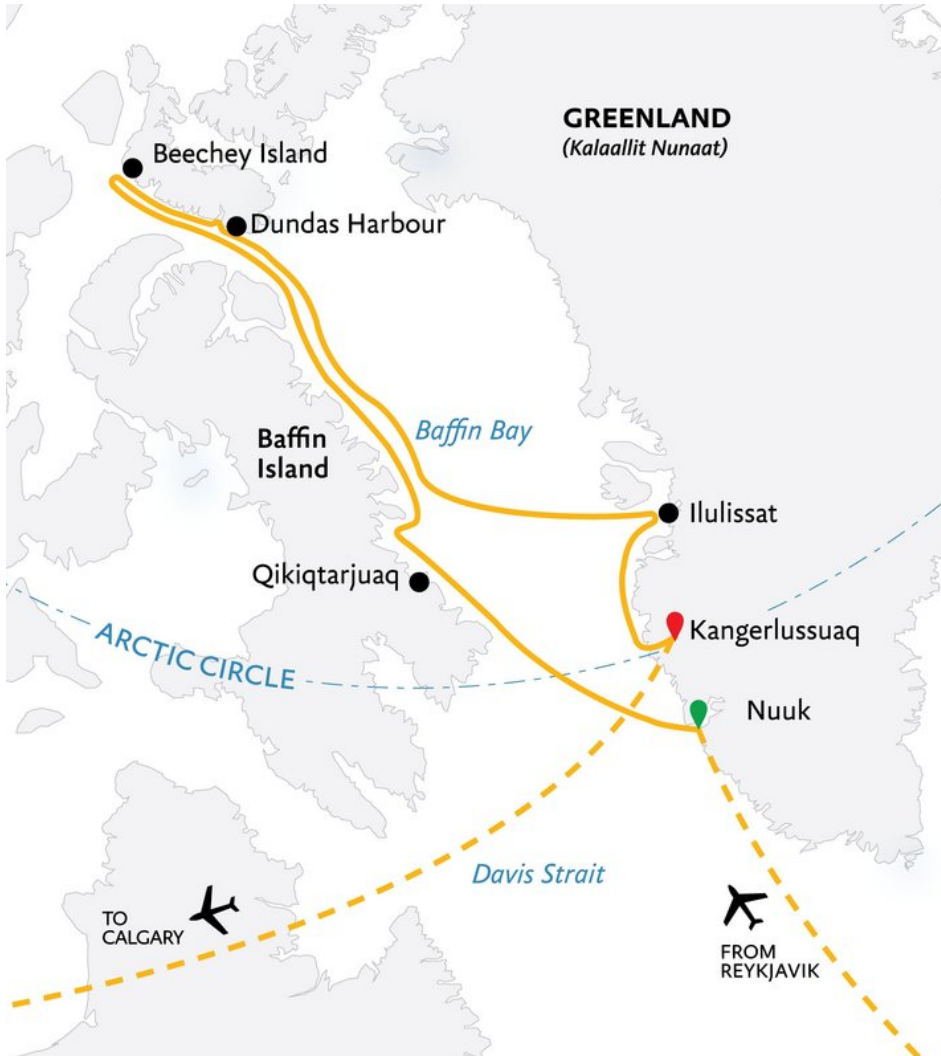 GREENLAND
(Kalaallit Nunaat)
Beechey Island
Dundas Harbour
Baffin Bay
Baffin
Island
Ilulissat
Qikiqtarjuaq
Kangerlussuaq
ARCTIC CIRCLE
Nuuk
Davis Strait
TO
CALGARY
FROM
REYKJAVIK